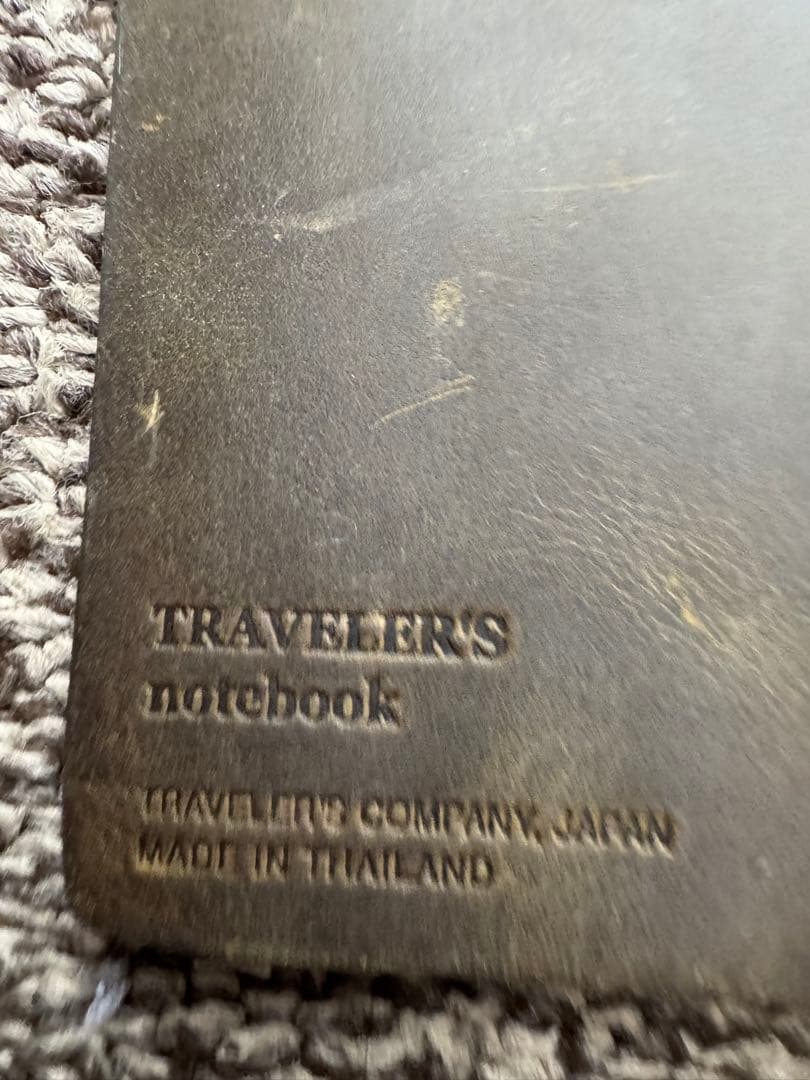 TRAVELER'S
notebook
TRAVELER'S COMPANY, JAPAN
MADE IN THAILAND